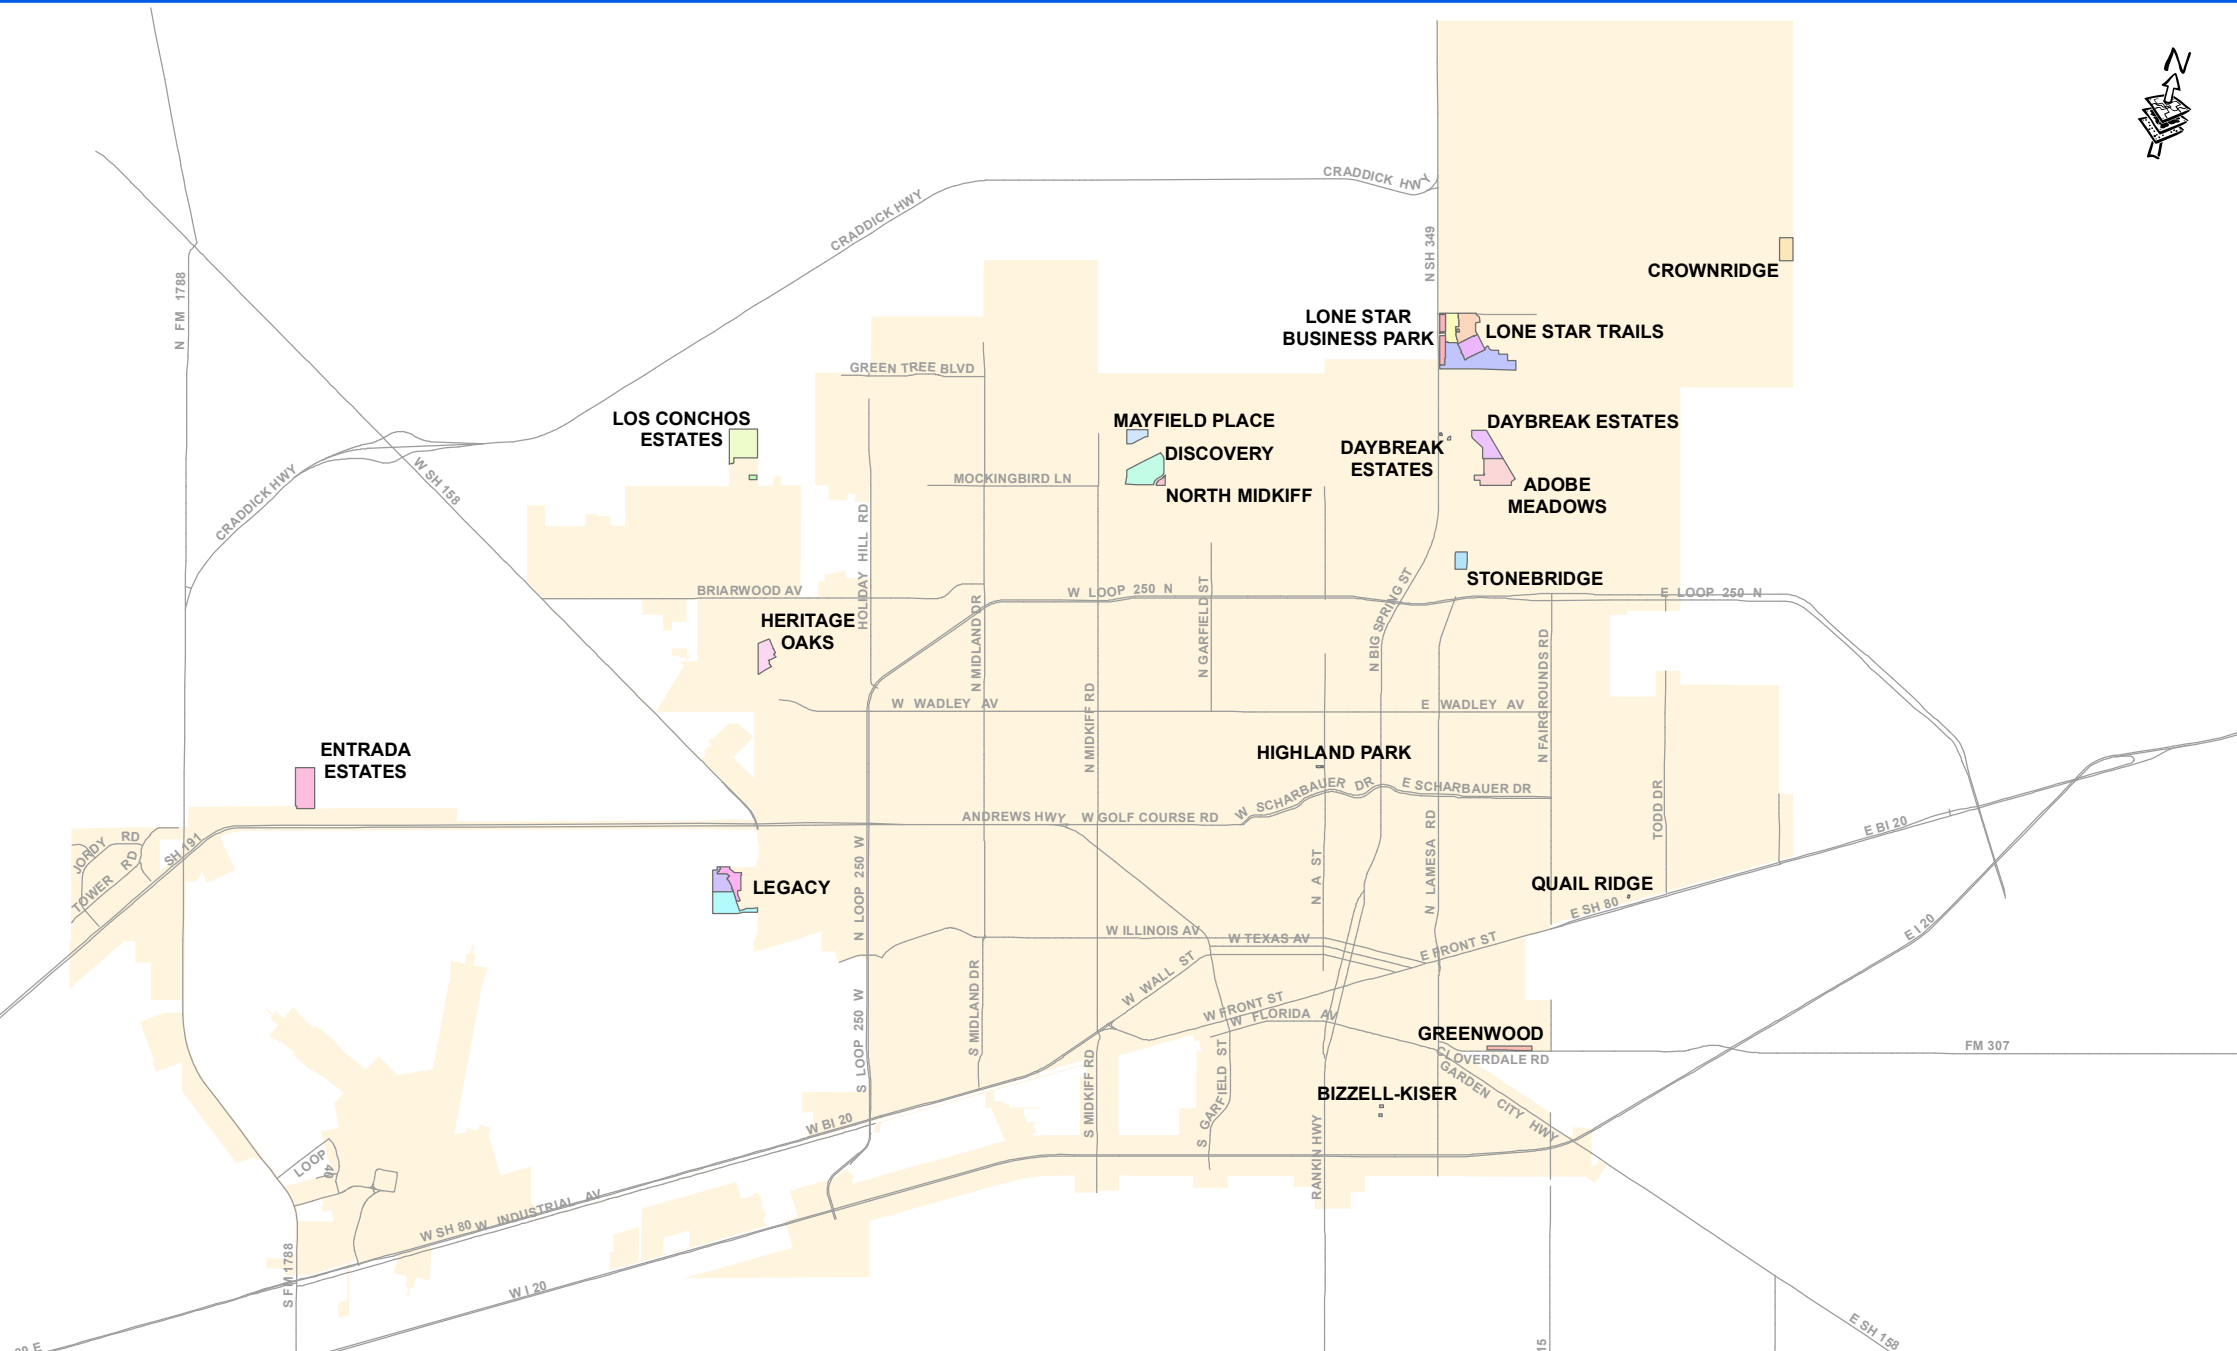 N
CRADDICK HWY
CRADDICK HWY
N SH 349
CROWNRIDGE
N FM 1788
LONE STAR
BUSINESS PARK
LONE STAR TRAILS
GREEN TREE BLVD
LOS CONCHOS
ESTATES
MAYFIELD PLACE
DISCOVERY
NORTH MIDKIFF
DAYBREAK ESTATES
DAYBREAK
ESTATES
ADOBE
MEADOWS
MOCKINGBIRD LN
W SH 158
CRADDICK HWY
HOLIDAY HILL RD
STONEBRIDGE
BRIARWOOD AV
W LOOP 250 N
E LOOP 250 N
HERITAGE
OAKS
N MIDLAND DR
N GARFIELD ST
N BIG SPRING ST
N FAIRGROUNDS RD
N MIDKIFF RD
W WADLEY AV
E WADLEY AV
ENTRADA
ESTATES
HIGHLAND PARK
W SCHARBAUER DR
E SCHARBAUER DR
TODD DR
ANDREWS HWY
W GOLF COURSE RD
JORDY RD
TOWER RD
SH 191
E BI 20
LEGACY
N LOOP 250 W
N A ST
N LAMESA RD
QUAIL RIDGE
E SH 80
E I 20
W ILLINOIS AV
W TEXAS AV
E FRONT ST
W WALL ST
S MIDLAND DR
S LOOP 250 W
W FRONT ST
W FLORIDA AV
GREENWOOD
CLOVERDALE RD
FM 307
GARDEN CITY HWY
BIZZELL-KISER
S MIDKIFF RD
S GARFIELD ST
RANKIN HWY
W BI 20
LOOP 40
W SH 80
W INDUSTRIAL AV
S FM 1788
W I 20
E SH 158
20 E
15